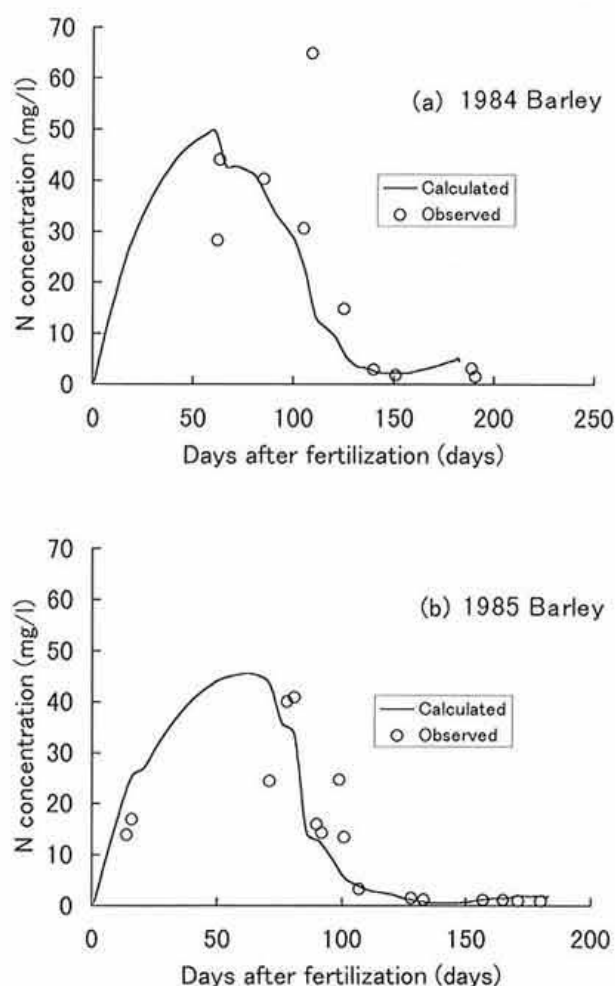 70
60
50
40
30
20
10
0
N concentration (mg/l)
(a) 1984 Barley
Calculated
Observed
0 50 100 150 200 250
Days after fertilization (days)
70
60
50
40
30
20
10
0
N concentration (mg/l)
(b) 1985 Barley
Calculated
Observed
0 50 100 150 200
Days after fertilization (days)